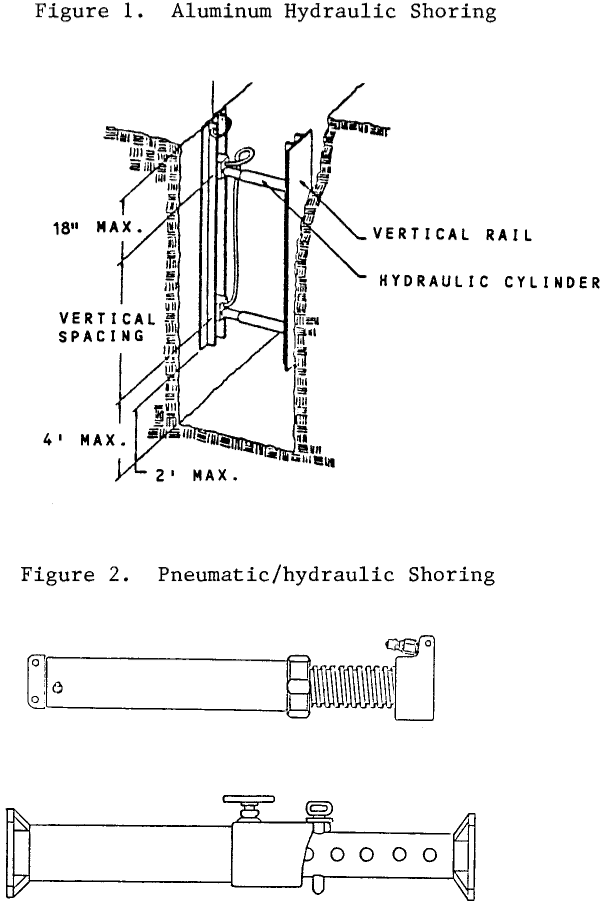 Figure 1. Aluminum Hydraulic Shoring
18" MAX.
VERTICAL RAIL
HYDRAULIC CYLINDER
VERTICAL
SPACING
4' MAX.
2' MAX.
Figure 2. Pneumatic/hydraulic Shoring